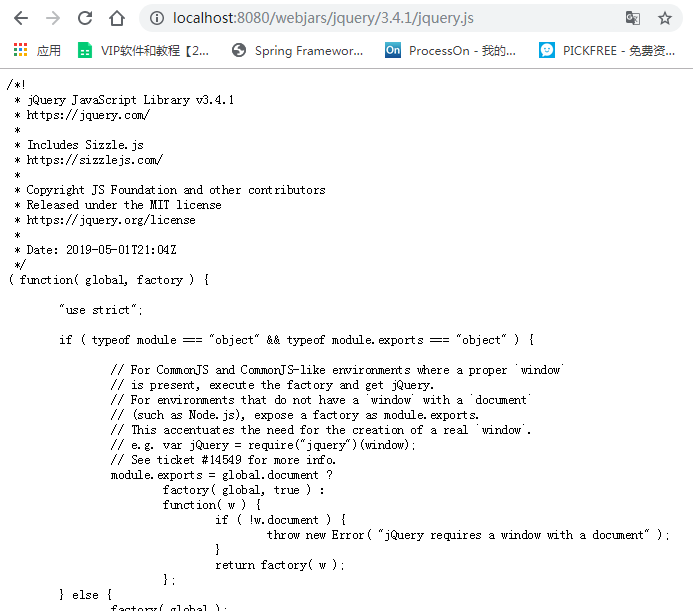 localhost:8080/webjars/jquery/3.4.1/jquery.js
应用 VIP软件和教程【2... Spring Framewor... On ProcessOn - 我的... PICKFREE - 免费资...
/*!
 * jQuery JavaScript Library v3.4.1
 * https://jquery.com/
 *
 * Includes Sizzle.js
 * https://sizzlejs.com/
 *
 * Copyright JS Foundation and other contributors
 * Released under the MIT license
 * https://jquery.org/license
 *
 * Date: 2019-05-01T21:04Z
 */
( function( global, factory ) {
"use strict";
if ( typeof module === "object" && typeof module.exports === "object" ) {
// For CommonJS and CommonJS-like environments where a proper `window`
// is present, execute the factory and get jQuery.
// For environments that do not have a `window` with a `document`
// (such as Node.js), expose a factory as module.exports.
// This accentuates the need for the creation of a real `window`.
// e.g. var jQuery = require("jquery")(window);
// See ticket #14549 for more info.
module.exports = global.document ?
factory( global, true ) :
function( w ) {
if ( !w.document ) {
throw new Error( "jQuery requires a window with a document" );
}
return factory( w );
};
} else {
factory( global );